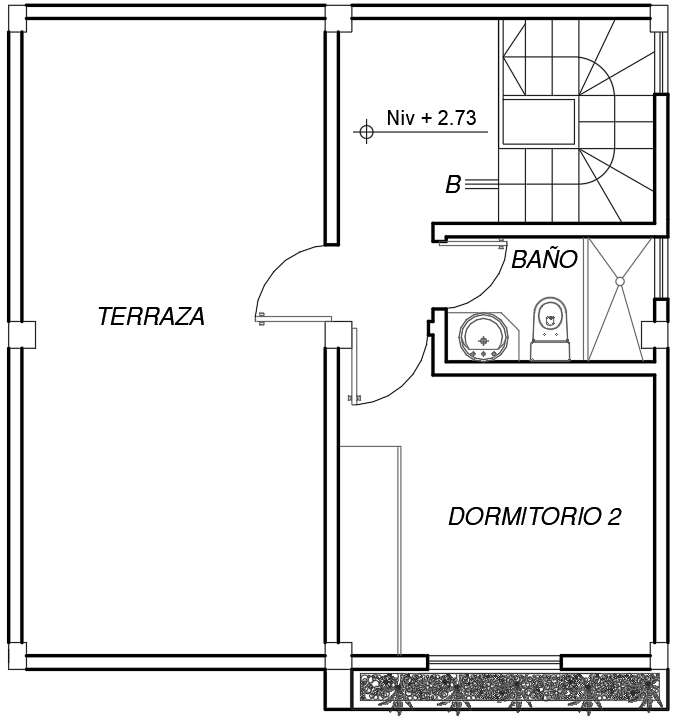 Niv + 2.73
B
BAÑO
TERRAZA
DORMITORIO 2